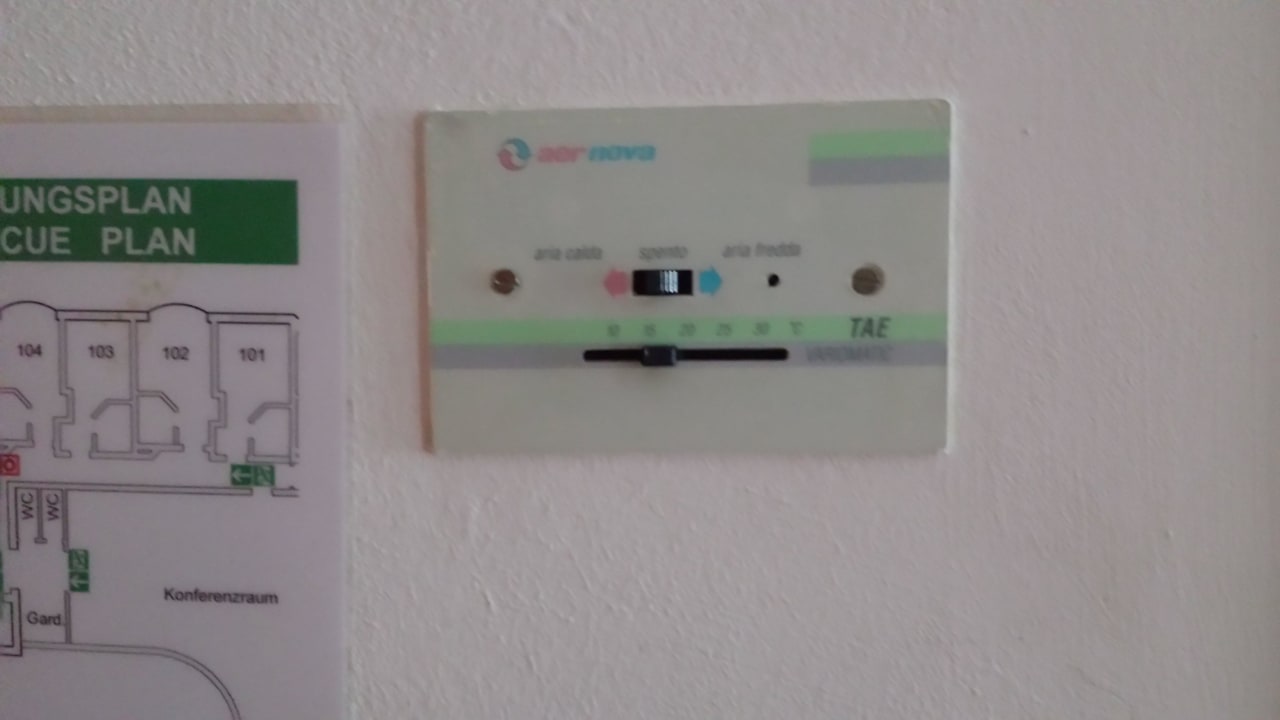 UNGSPLAN
CUE PLAN
104 103 102 101
WC WC
Konferenzraum
Gard.
aer nova
aria calda spento aria fredda
10 15 20 25 30 °C TAE
VARIOMATIC